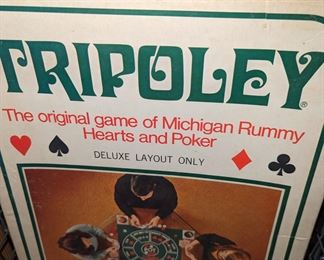 TRIPOLEY®
The original game of Michigan Rummy
Hearts and Poker
DELUXE LAYOUT ONLY